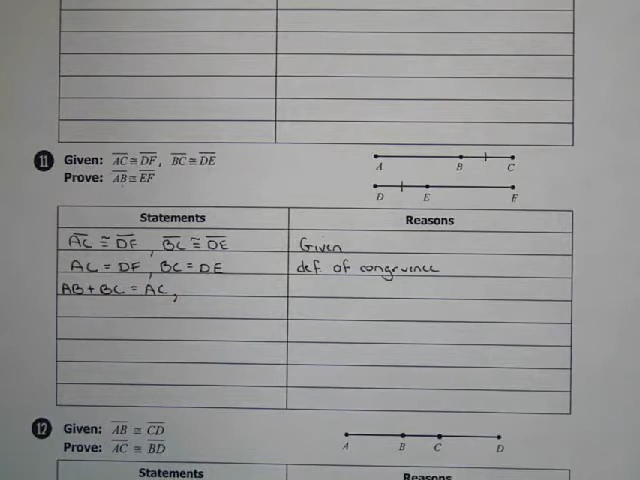 11 Given: AC ≅ DF, BC ≅ DE
Prove: AB ≅ EF
A B C
D E F
Statements Reasons
AC ≅ DF, BC ≅ DE Given
AC = DF, BC = DE def. of congruence
AB + BC = AC,
12 Given: AB ≅ CD
Prove: AC ≅ BD
A B C D
Statements Reasons